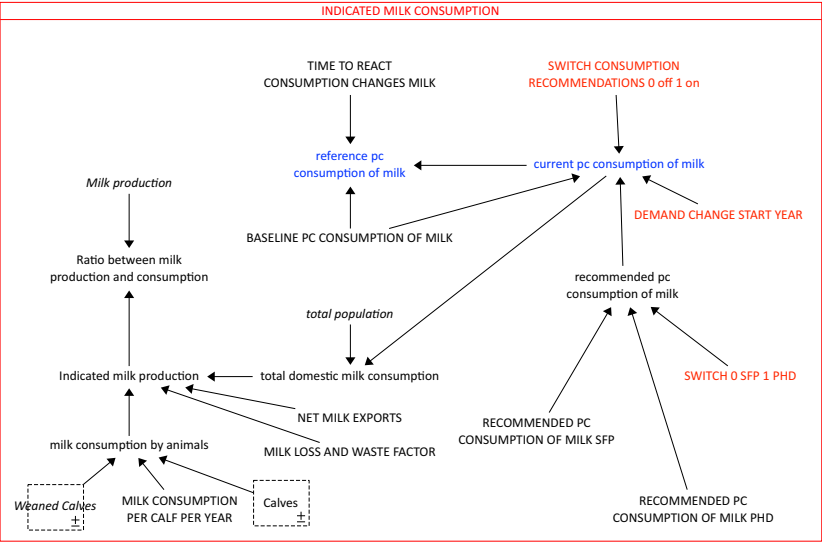 INDICATED MILK CONSUMPTION
TIME TO REACT
CONSUMPTION CHANGES MILK
SWITCH CONSUMPTION
RECOMMENDATIONS 0 off 1 on
reference pc
consumption of milk
current pc consumption of milk
Milk production
DEMAND CHANGE START YEAR
BASELINE PC CONSUMPTION OF MILK
Ratio between milk
production and consumption
recommended pc
consumption of milk
total population
Indicated milk production
total domestic milk consumption
SWITCH 0 SFP 1 PHD
NET MILK EXPORTS
RECOMMENDED PC
CONSUMPTION OF MILK SFP
milk consumption by animals
MILK LOSS AND WASTE FACTOR
Weaned Calves
±
MILK CONSUMPTION
PER CALF PER YEAR
Calves
±
RECOMMENDED PC
CONSUMPTION OF MILK PHD